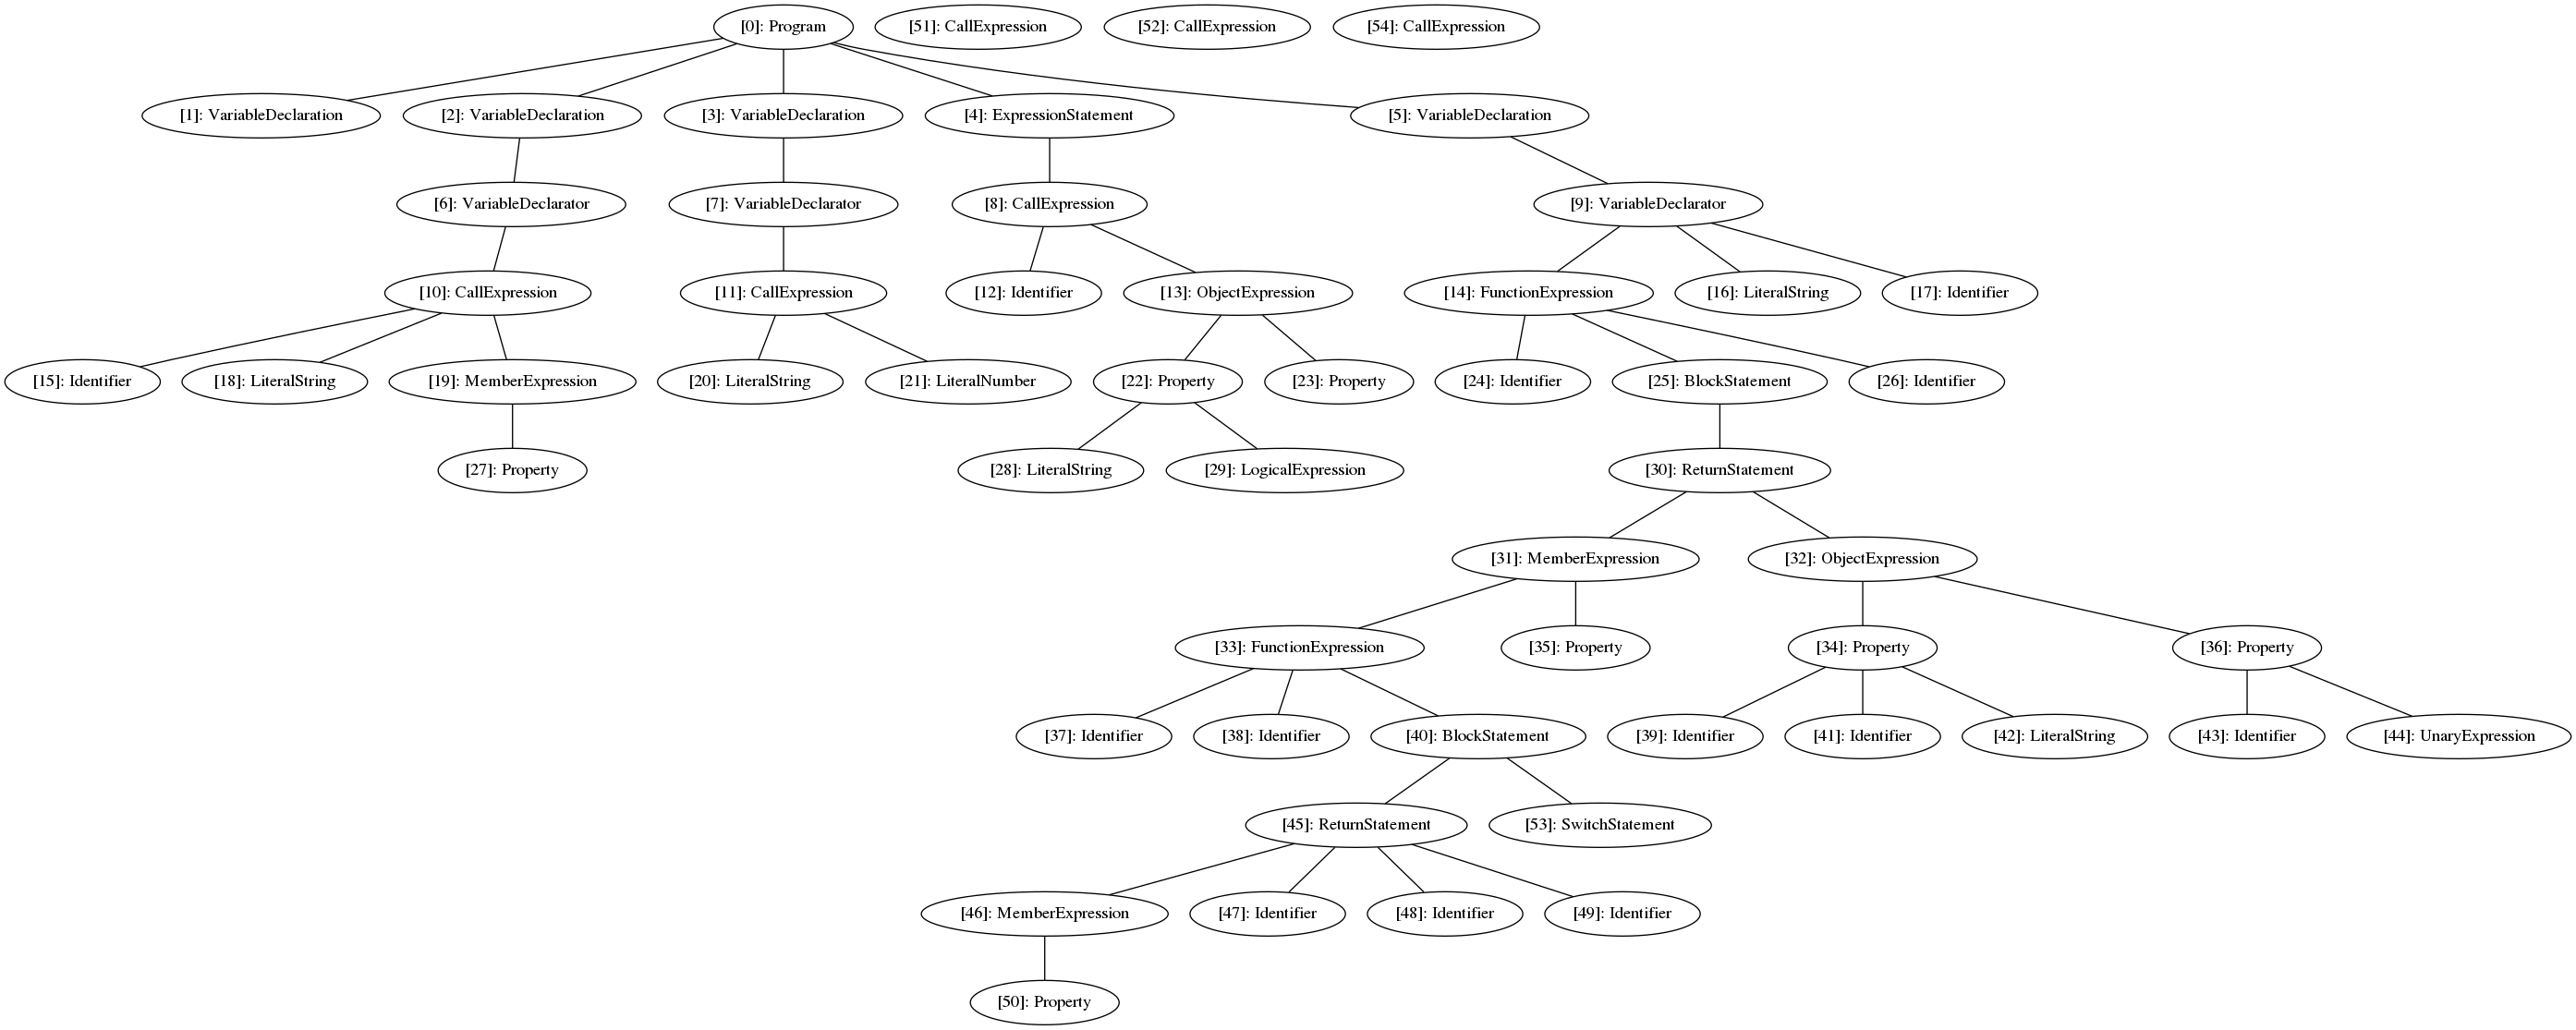 [0]: Program
[51]: CallExpression
[52]: CallExpression
[54]: CallExpression
[1]: VariableDeclaration
[2]: VariableDeclaration
[3]: VariableDeclaration
[4]: ExpressionStatement
[5]: VariableDeclaration
[6]: VariableDeclarator
[7]: VariableDeclarator
[8]: CallExpression
[9]: VariableDeclarator
[10]: CallExpression
[11]: CallExpression
[12]: Identifier
[13]: ObjectExpression
[14]: FunctionExpression
[16]: LiteralString
[17]: Identifier
[15]: Identifier
[18]: LiteralString
[19]: MemberExpression
[20]: LiteralString
[21]: LiteralNumber
[22]: Property
[23]: Property
[24]: Identifier
[25]: BlockStatement
[26]: Identifier
[27]: Property
[28]: LiteralString
[29]: LogicalExpression
[30]: ReturnStatement
[31]: MemberExpression
[32]: ObjectExpression
[33]: FunctionExpression
[35]: Property
[34]: Property
[36]: Property
[37]: Identifier
[38]: Identifier
[40]: BlockStatement
[39]: Identifier
[41]: Identifier
[42]: LiteralString
[43]: Identifier
[44]: UnaryExpression
[45]: ReturnStatement
[53]: SwitchStatement
[46]: MemberExpression
[47]: Identifier
[48]: Identifier
[49]: Identifier
[50]: Property